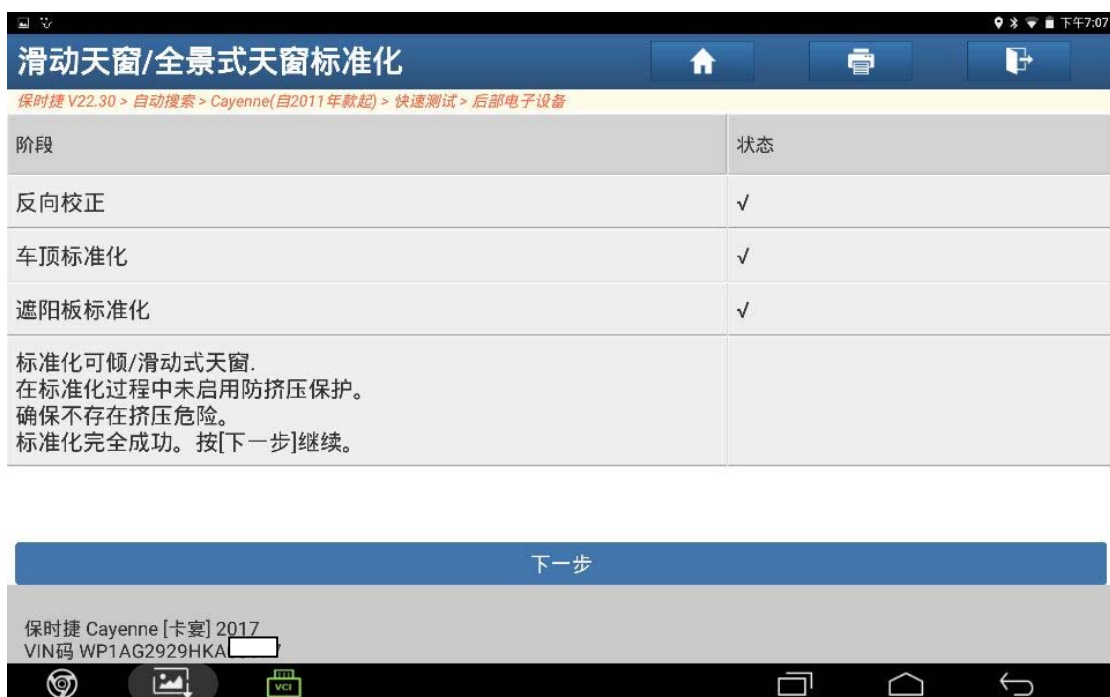 下午7:07
滑动天窗/全景式天窗标准化
保时捷 V22.30 > 自动搜索 > Cayenne(自2011年款起) > 快速测试 > 后部电子设备
阶段 状态
反向校正 √
车顶标准化 √
遮阳板标准化 √
标准化可倾/滑动式天窗.
在标准化过程中未启用防挤压保护。
确保不存在挤压危险。
标准化完全成功。按[下一步]继续。
下一步
保时捷 Cayenne [卡宴] 2017
VIN码 WP1AG2929HKA
VCI